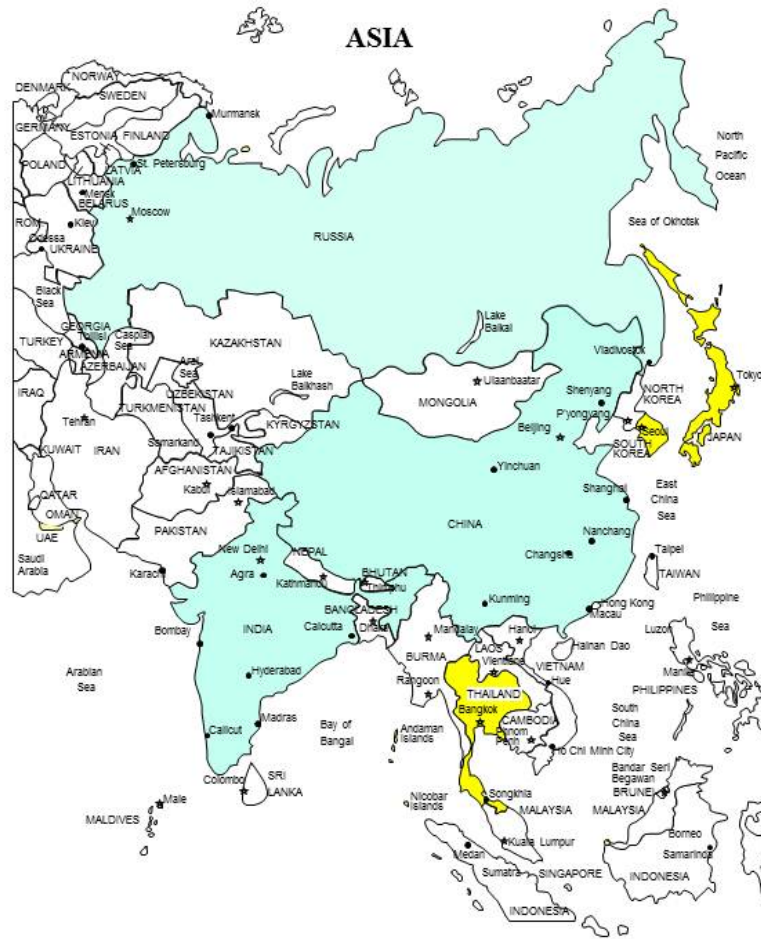 ASIA
NORWAY
DENMARK
SWEDEN
Murmansk
GERMANY
ESTONIA
FINLAND
North
Pacific
Ocean
POLAND
LATVIA
St. Petersburg
LITHUANIA
Mensk
BELARUS
Moscow
ROM
Kiev
Odessa
UKRAINE
RUSSIA
Sea of Okhotsk
Black
Sea
GEORGIA
Tbilisi
Caspian
Sea
TURKEY
ARMENIA
AZERBAIJAN
KAZAKHSTAN
Aral
Sea
Lake
Balkhash
Lake
Baikal
Ulaanbaatar
MONGOLIA
Vladivostok
Shenyang
NORTH
KOREA
Tokyo
IRAQ
UZBEKISTAN
TURKMENISTAN
Tashkent
KYRGYZSTAN
Tehran
Samarkand
TAJIKISTAN
Beijing
P'yongyang
Seoul
SOUTH
KOREA
JAPAN
KUWAIT
IRAN
AFGHANISTAN
Kabul
Islamabad
Yinchuan
QATAR
OMAN
UAE
PAKISTAN
Shanghai
East
China
Sea
CHINA
Nanchang
Changsha
Saudi
Arabia
New Delhi
NEPAL
Karachi
Agra
Kathmandu
BHUTAN
Thimphu
Taipei
TAIWAN
BANGLADESH
Dhaka
Kunming
Hong Kong
Macau
Philippine
Sea
Bombay
INDIA
Calcutta
Mandalay
Hanoi
Hainan Dao
Luzon
BURMA
LAOS
Vientiane
VIETNAM
Manila
Arabian
Sea
Hyderabad
Rangoon
THAILAND
Hue
PHILIPPINES
Bangkok
CAMBODIA
Phnom
Penh
South
China
Sea
Calicut
Madras
Bay of
Bangal
Andaman
Islands
Ho Chi Minh City
Bandar Seri
Begawan
BRUNEI
Colombo
SRI
LANKA
Male
MALDIVES
Nicobar
Islands
Songkhla
MALAYSIA
MALAYSIA
Kuala Lumpur
Medan
Borneo
Samarinda
Sumatra
SINGAPORE
INDONESIA
INDONESIA